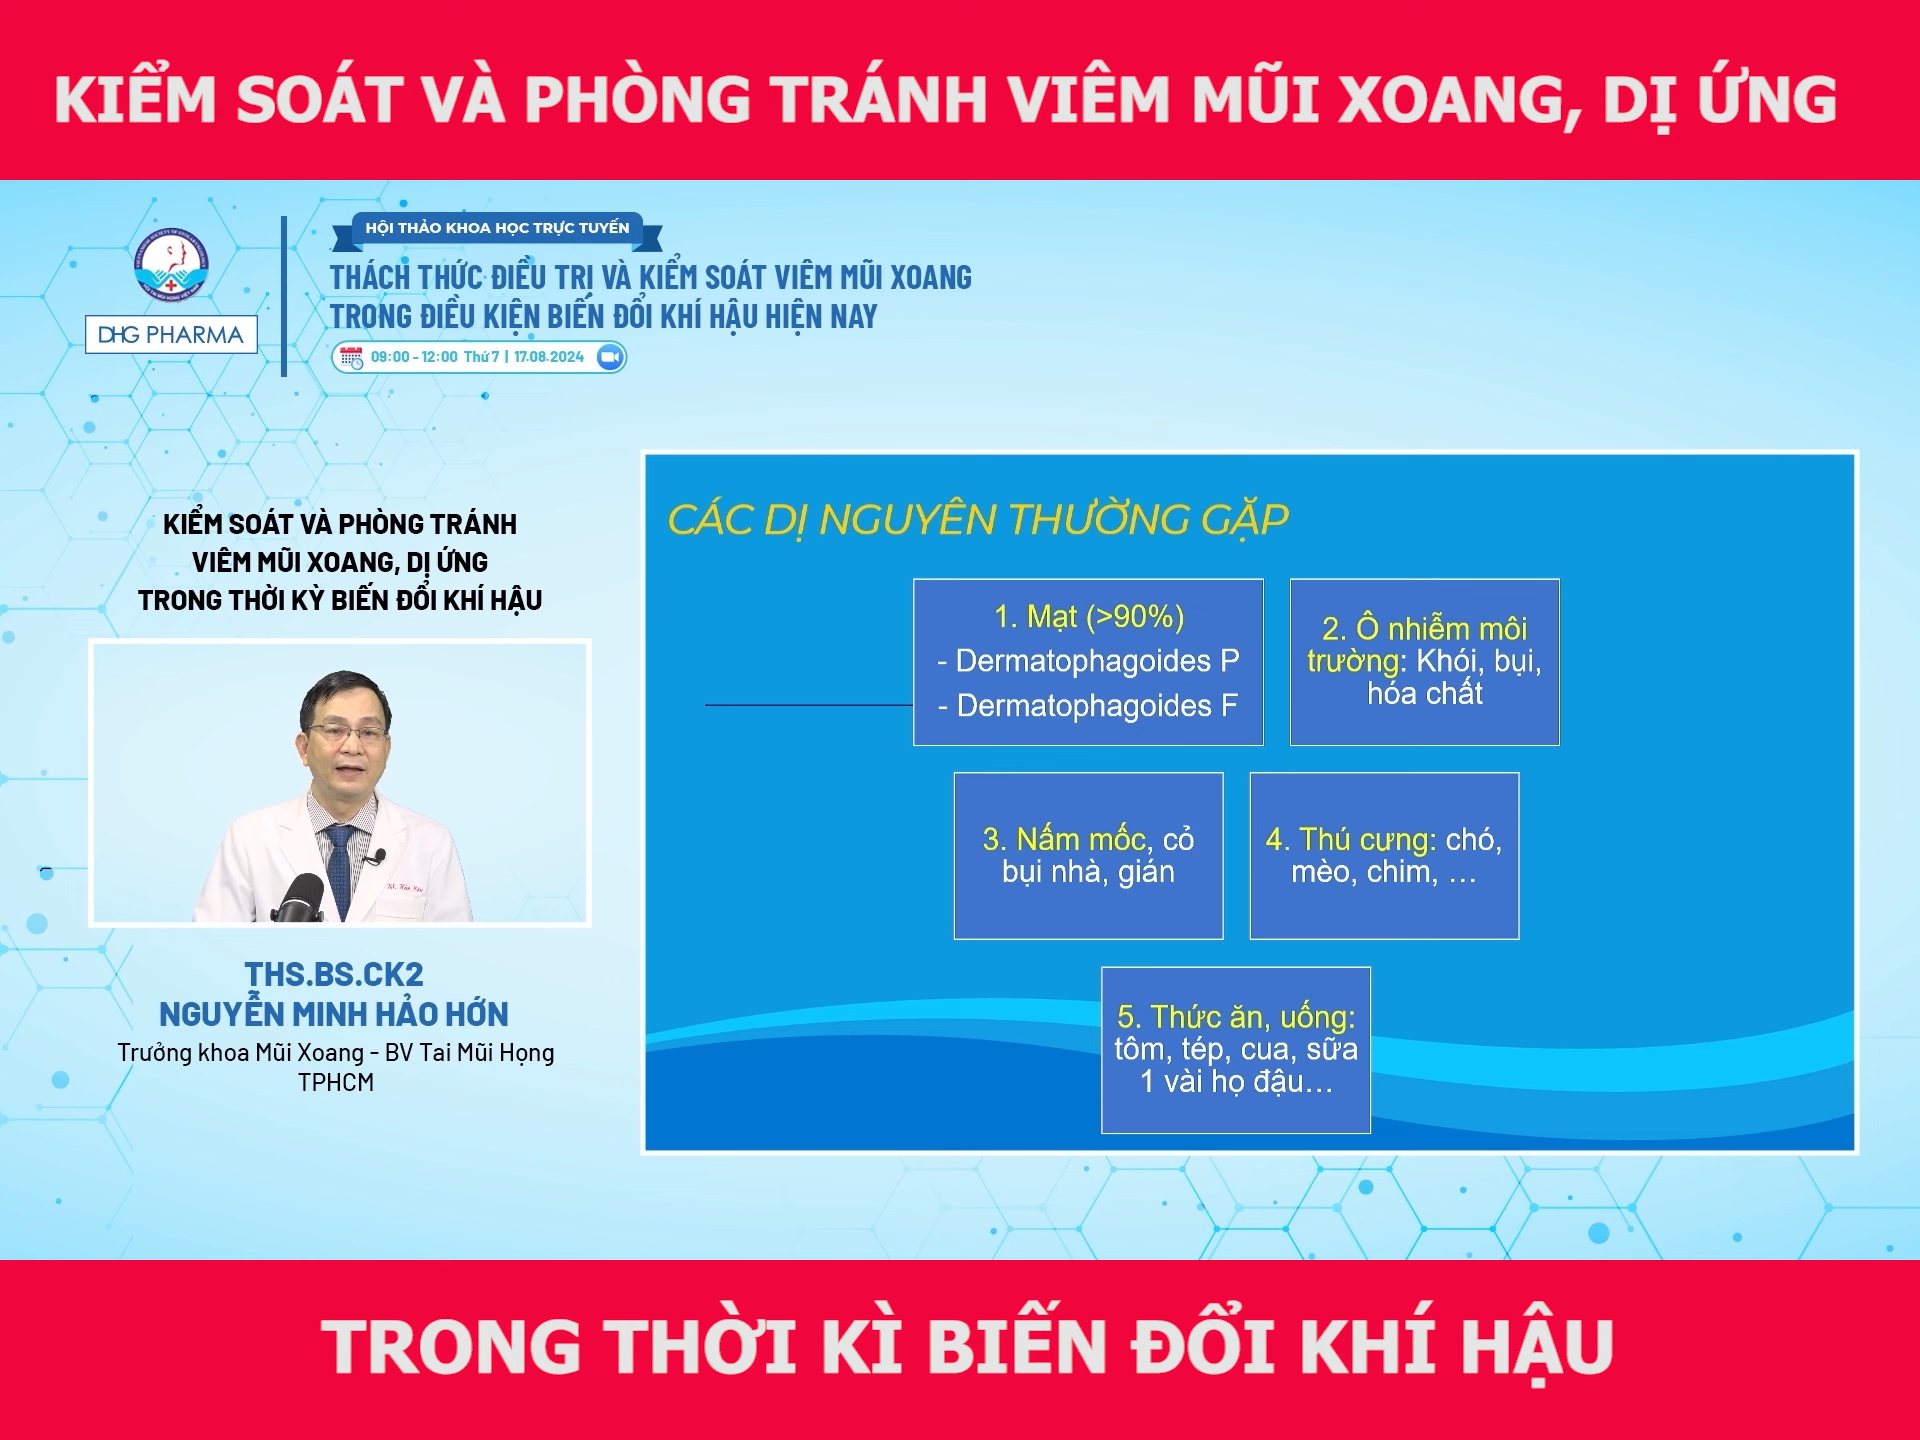 KIỂM SOÁT VÀ PHÒNG TRÁNH VIÊM MŨI XOANG, DỊ ỨNG
HỘI THẢO KHOA HỌC TRỰC TUYẾN
THÁCH THỨC ĐIỀU TRỊ VÀ KIỂM SOÁT VIÊM MŨI XOANG
TRONG ĐIỀU KIỆN BIẾN ĐỔI KHÍ HẬU HIỆN NAY
DHG PHARMA
09:00 - 12:00 Thứ 7 | 17.08.2024
KIỂM SOÁT VÀ PHÒNG TRÁNH
VIÊM MŨI XOANG, DỊ ỨNG
TRONG THỜI KỲ BIẾN ĐỔI KHÍ HẬU
THS.BS.CK2
NGUYỄN MINH HẢO HỚN
Trưởng khoa Mũi Xoang - BV Tai Mũi Họng
TPHCM
CÁC DỊ NGUYÊN THƯỜNG GẶP
1. Mạt (>90%)
- Dermatophagoides P
- Dermatophagoides F
2. Ô nhiễm môi
trường: Khói, bụi,
hóa chất
3. Nấm mốc, cỏ
bụi nhà, gián
4. Thú cưng: chó,
mèo, chim, …
5. Thức ăn, uống:
tôm, tép, cua, sữa
1 vài họ đậu…
TRONG THỜI KÌ BIẾN ĐỔI KHÍ HẬU